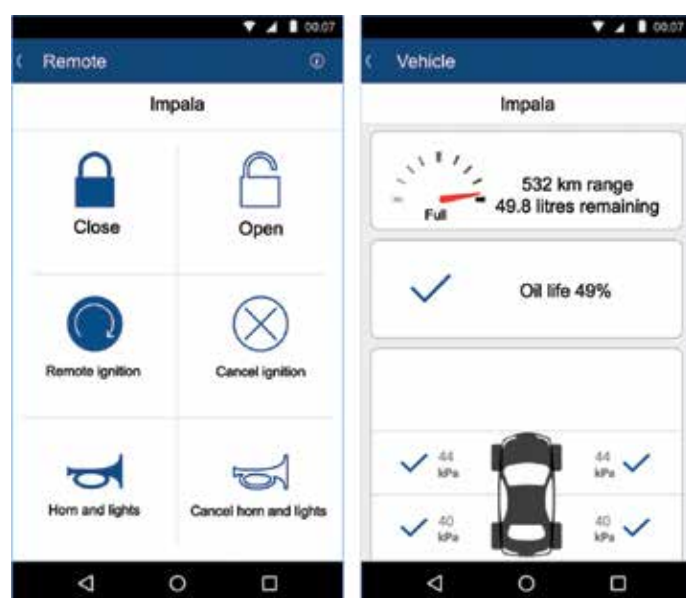 00:07
Remote
Impala
Close
Open
Remote ignition
Cancel ignition
Horn and lights
Cancel horn and lights
00:07
Vehicle
Impala
Full
532 km range
49.8 litres remaining
Oil life 49%
44
kPa
44
kPa
40
kPa
40
kPa